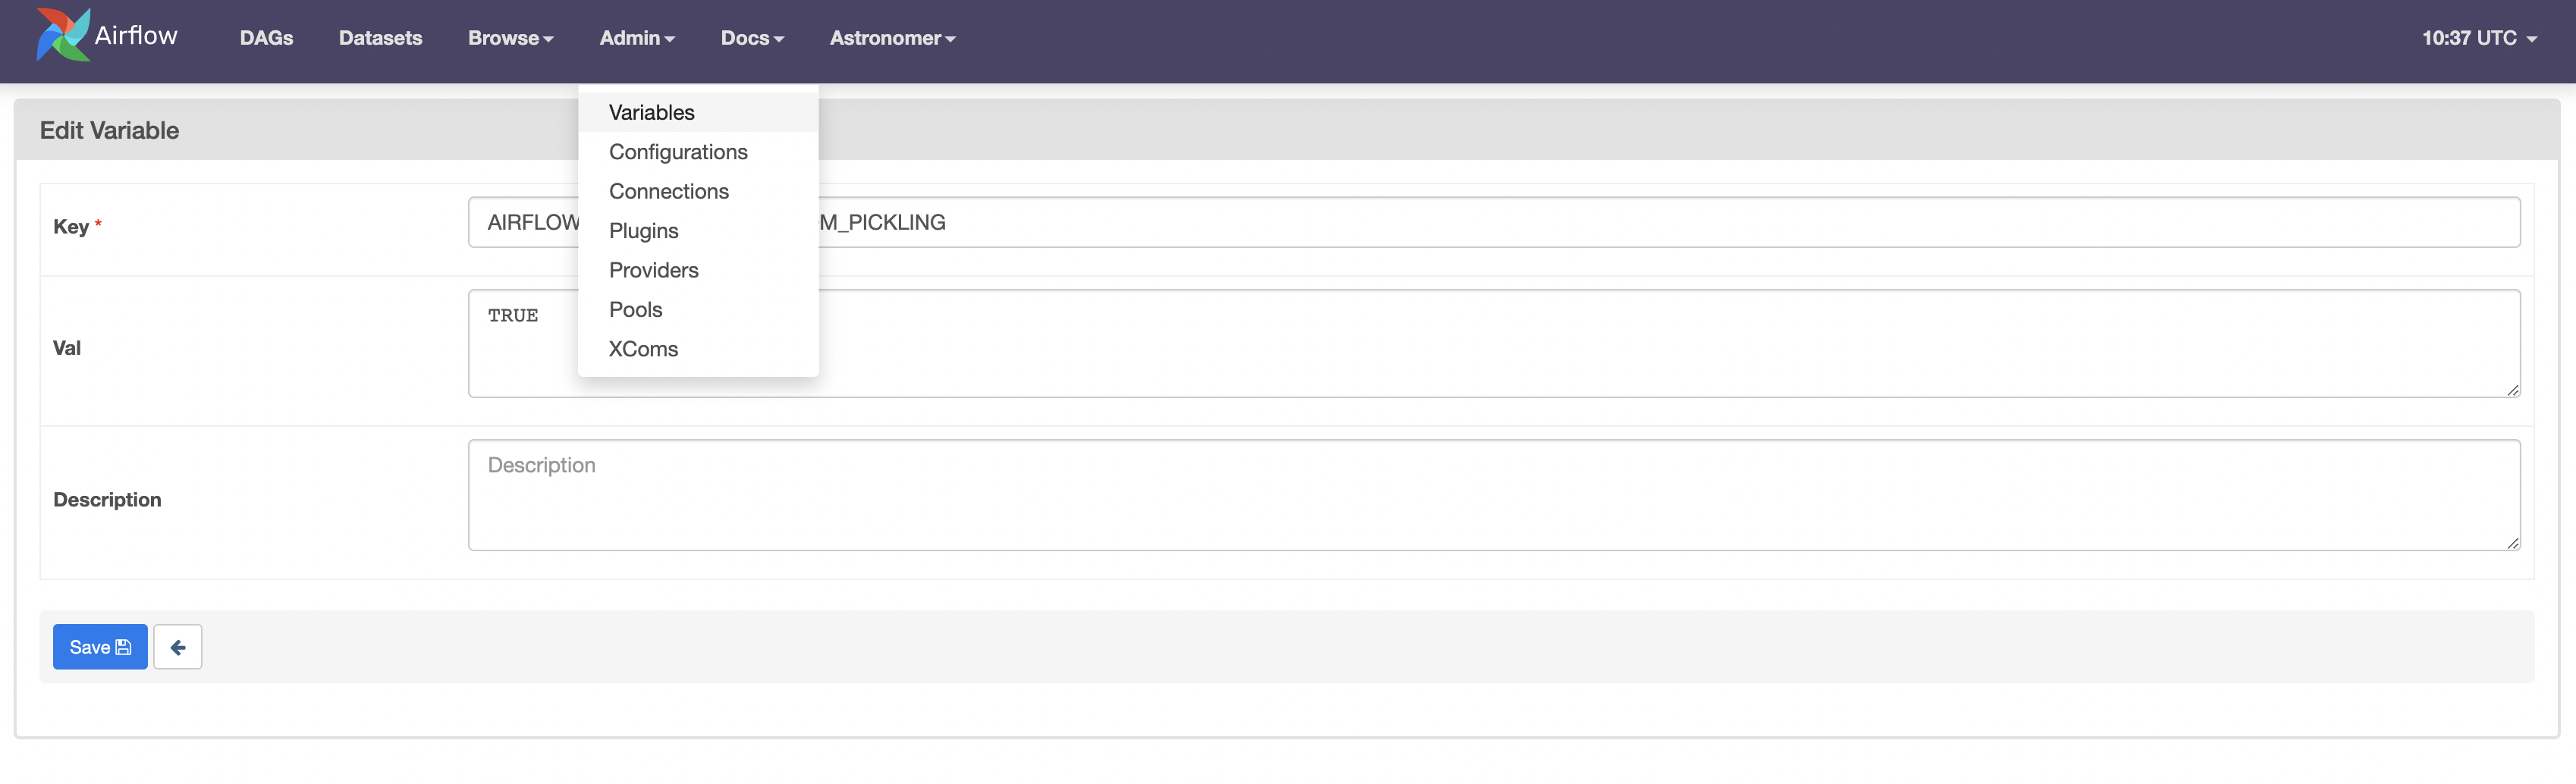 Airflow DAGs Datasets Browse Admin Docs Astronomer 10:37 UTC
Edit Variable
Variables
Configurations
Connections
Plugins
Providers
Pools
XComs
Key * AIRFLOW M_PICKLING
Val TRUE
Description Description
Save